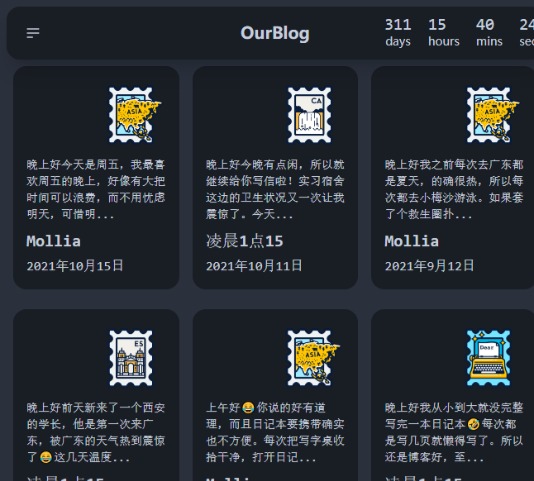 OurBlog
311 15 40 24
days hours mins sec
ASIA
晚上好今天是周五，我最喜
欢周五的晚上，好像有大把
时间可以浪费，而不用忧虑
明天，可惜明...
Mollia
2021年10月15日
CA
晚上好今晚有点闲，所以就
继续给你写信啦！实习宿舍
这边的卫生状况又一次让我
震惊了。今天...
凌晨1点15
2021年10月11日
ASIA
晚上好我之前每次去广东都
是夏天，的确很热，所以每
次都去小梅沙游泳。如果套
了个救生圈扑...
Mollia
2021年9月12日
ES
晚上好前天新来了一个西安
的学长，他是第一次来广
东，被广东的天气热到震惊
了😂这几天温度...
凌晨1点15
ASIA
上午好😂你说的好有道
理，而且日记本要携带确实
也不方便。每次把写字桌收
拾干净，打开日记...
Mollia
Dear
晚上好我从小到大就没完整
写完一本日记本🤣每次都
是写几页就懒得写了。所以
还是博客好，至...
凌晨1点15